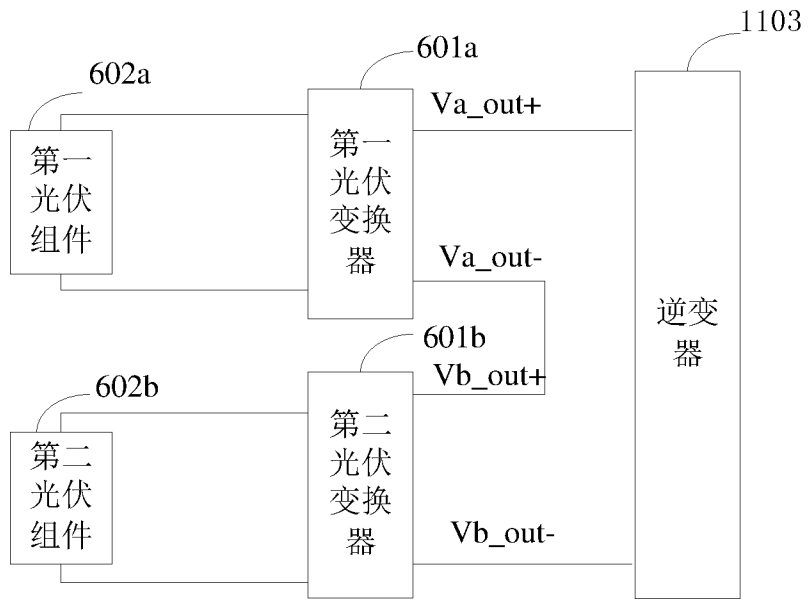 1103
601a
602a
Va_out+
第一
光伏
组件
第一
光伏
变换
器
Va_out-
逆变
器
601b
Vb_out+
602b
第二
光伏
组件
第二
光伏
变换
器
Vb_out-